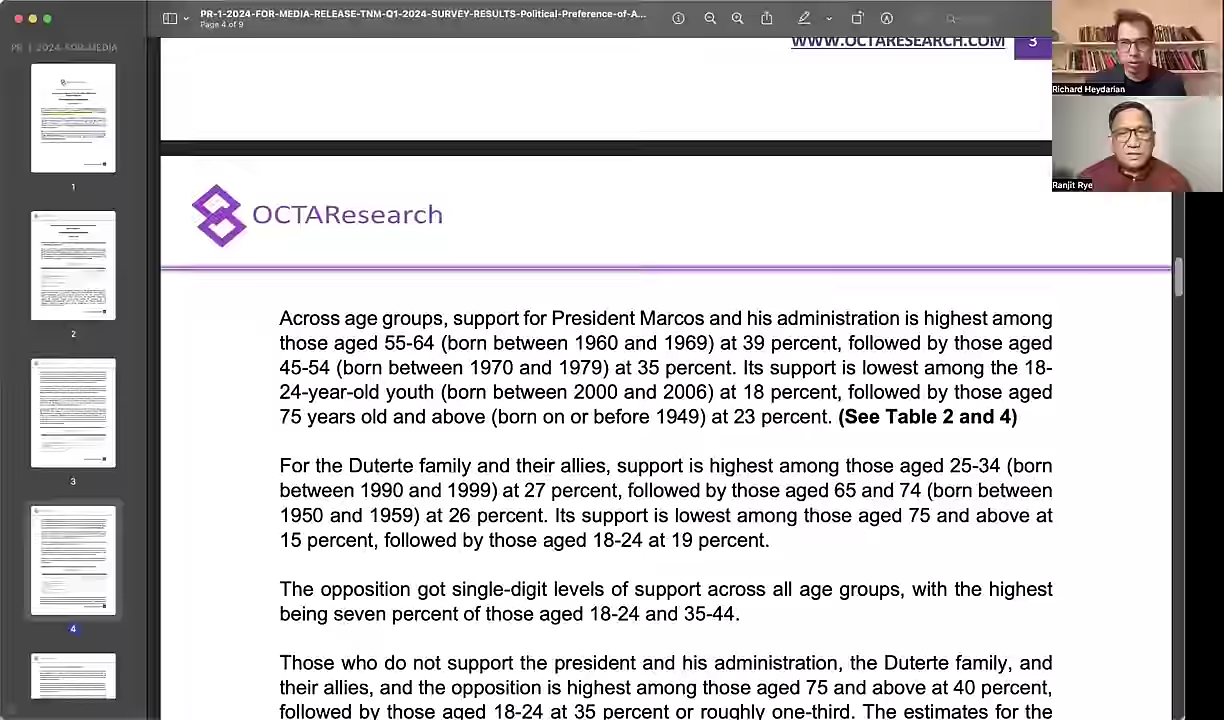 PR-1-2024-FOR-MEDIA-RELEASE-TNM-Q1-2024-SURVEY-RESULTS-Political-Preference-of-A...
Page 4 of 9
PR | 2024-FOR-MEDIA
1
2
3
4
WWW.OCTARESEARCH.COM 3
Richard Heydarian
Ranjit Rye
OCTAResearch
Across age groups, support for President Marcos and his administration is highest among
those aged 55-64 (born between 1960 and 1969) at 39 percent, followed by those aged
45-54 (born between 1970 and 1979) at 35 percent. Its support is lowest among the 18-
24-year-old youth (born between 2000 and 2006) at 18 percent, followed by those aged
75 years old and above (born on or before 1949) at 23 percent. (See Table 2 and 4)
For the Duterte family and their allies, support is highest among those aged 25-34 (born
between 1990 and 1999) at 27 percent, followed by those aged 65 and 74 (born between
1950 and 1959) at 26 percent. Its support is lowest among those aged 75 and above at
15 percent, followed by those aged 18-24 at 19 percent.
The opposition got single-digit levels of support across all age groups, with the highest
being seven percent of those aged 18-24 and 35-44.
Those who do not support the president and his administration, the Duterte family, and
their allies, and the opposition is highest among those aged 75 and above at 40 percent,
followed by those aged 18-24 at 35 percent or roughly one-third. The estimates for the